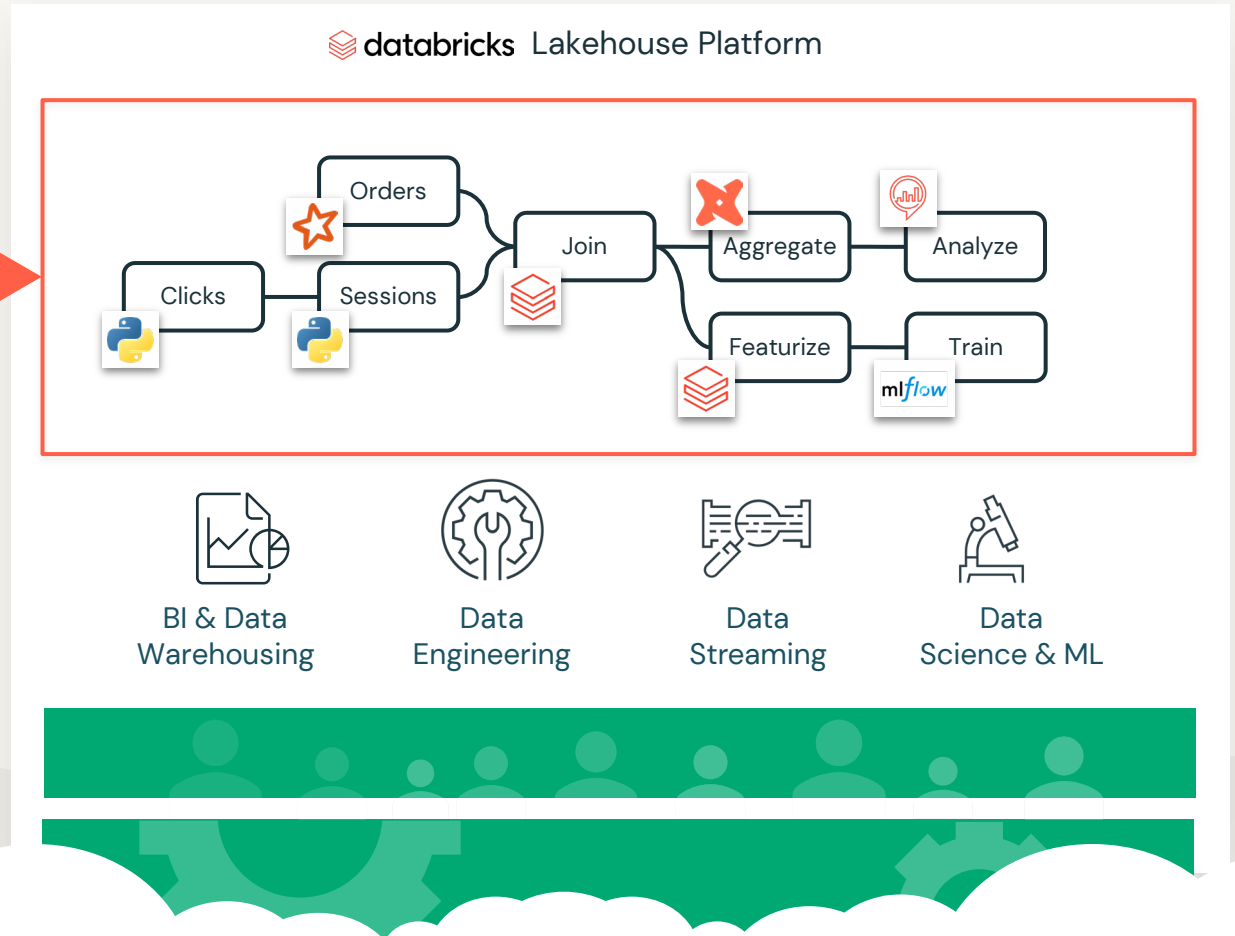 databricks Lakehouse Platform
Orders
Join
Aggregate
Analyze
Clicks
Sessions
Featurize
Train
mlflow
BI & Data
Warehousing
Data
Engineering
Data
Streaming
Data
Science & ML